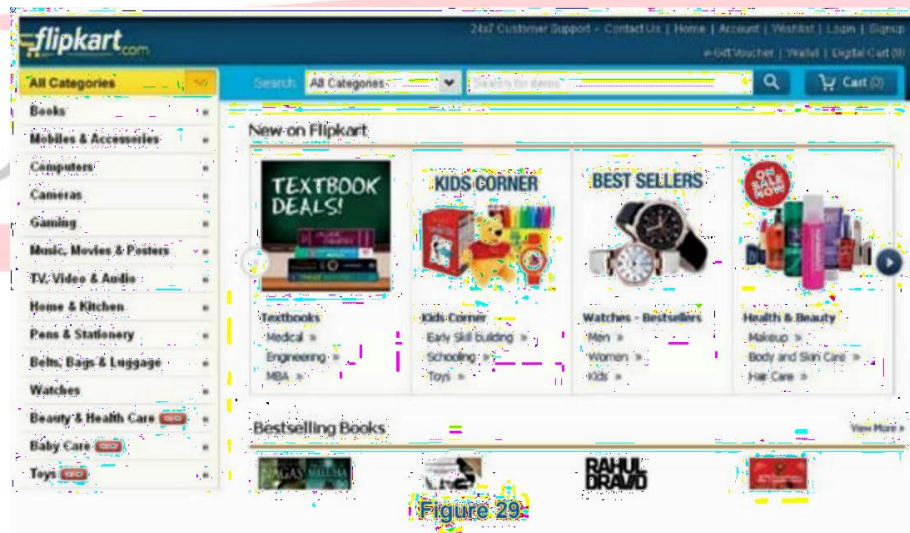 24x7 Customer Support - Contact Us | Home | Account | Wishlist | Login | Signup
flipkart.com
e-Gift Voucher | Wallet | Digital Cart (0)
All Categories
Search All Categories Search for items Cart (0)
Books
Mobiles & Accessories
Computers
Cameras
Gaming
Music, Movies & Posters
TV, Video & Audio
Home & Kitchen
Pens & Stationery
Belts, Bags & Luggage
Watches
Beauty & Health Care
Baby Care
Toys
New on Flipkart
TEXTBOOK
DEALS!
Textbooks
Medical »
Engineering »
MBA »
KIDS CORNER
Kids Corner
Early Skill building »
Schooling »
Toys »
BEST SELLERS
Watches - Bestsellers
Men »
Women »
Kids »
ON
SALE
NOW!
Health & Beauty
Makeup »
Body and Skin Care »
Hair Care »
Bestselling Books View More »
RAHUL
DRAVID
Figure 29